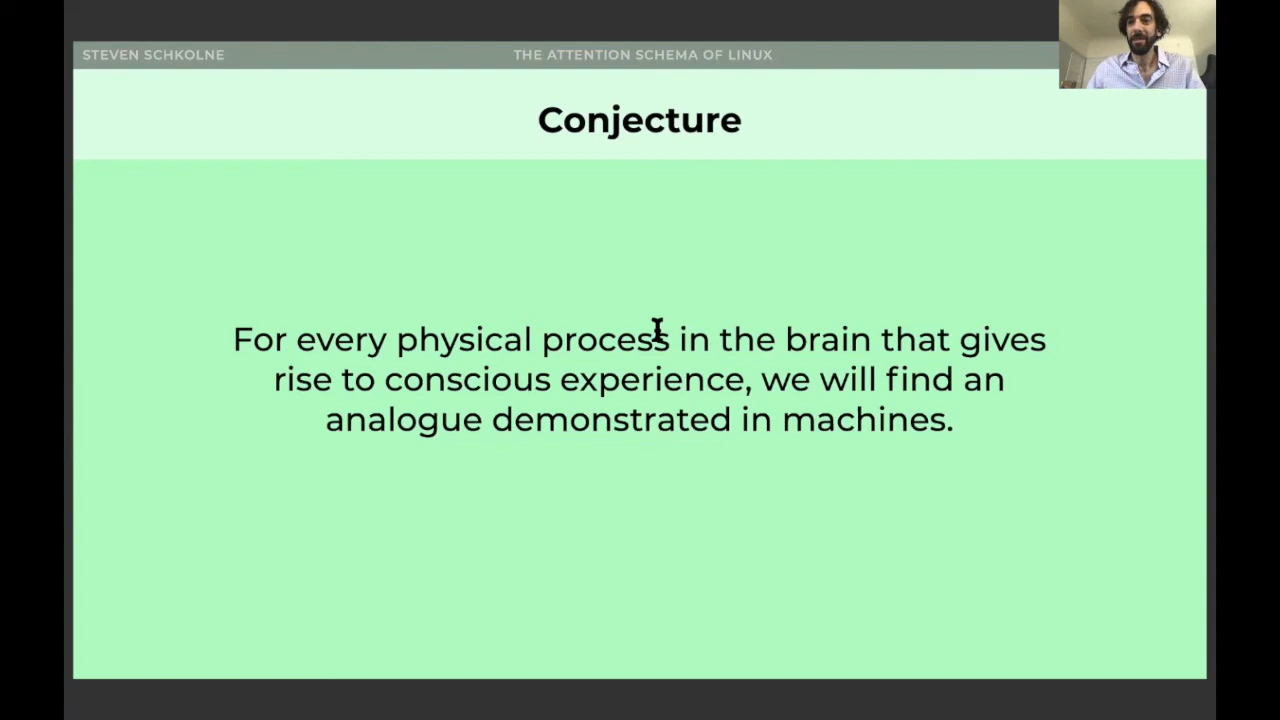 STEVEN SCHKOLNE
THE ATTENTION SCHEMA OF LINUX
Conjecture
For every physical process in the brain that gives
rise to conscious experience, we will find an
analogue demonstrated in machines.